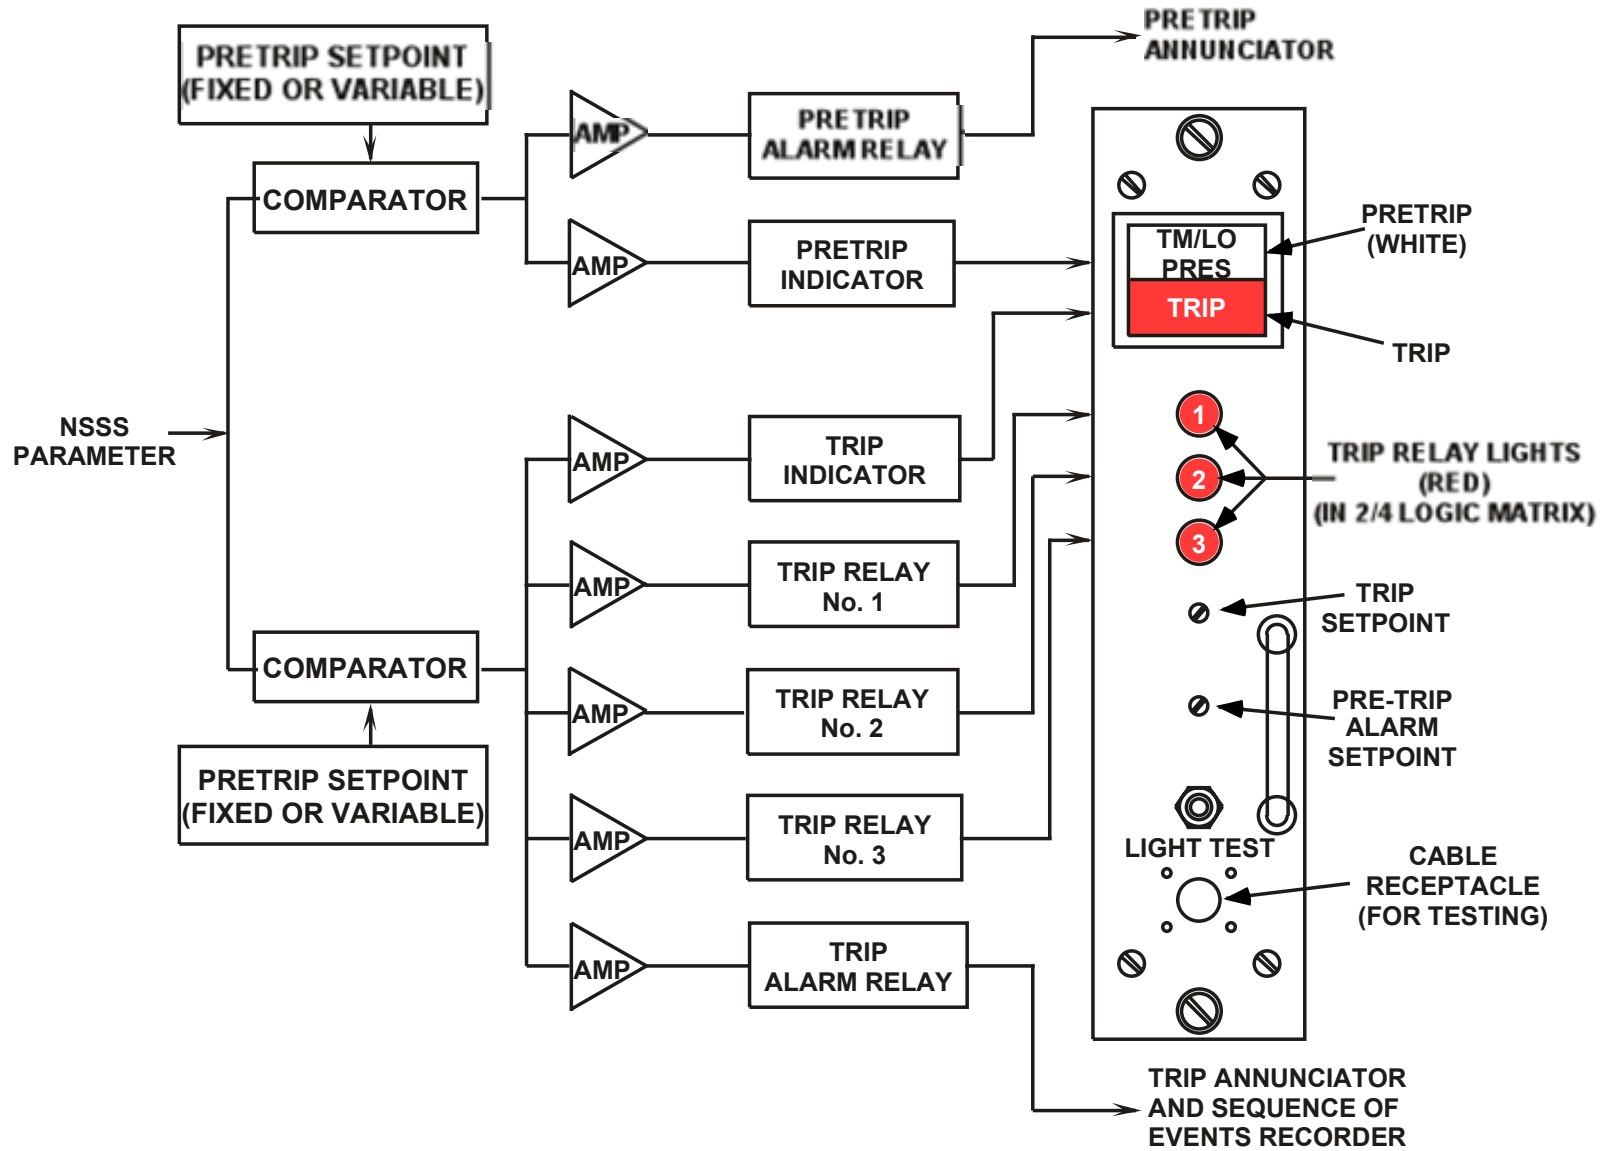 PRETRIP SETPOINT
(FIXED OR VARIABLE)
COMPARATOR
AMP
PRETRIP
ALARM RELAY
PRETRIP
ANNUNCIATOR
AMP
PRETRIP
INDICATOR
NSSS
PARAMETER
AMP
TRIP
INDICATOR
AMP
TRIP RELAY
No. 1
COMPARATOR
AMP
TRIP RELAY
No. 2
PRETRIP SETPOINT
(FIXED OR VARIABLE)
AMP
TRIP RELAY
No. 3
AMP
TRIP
ALARM RELAY
TRIP ANNUNCIATOR
AND SEQUENCE OF
EVENTS RECORDER
TM/LO
PRES
TRIP
PRETRIP
(WHITE)
TRIP
1
2
3
TRIP RELAY LIGHTS
(RED)
(IN 2/4 LOGIC MATRIX)
TRIP
SETPOINT
PRE-TRIP
ALARM
SETPOINT
LIGHT TEST
CABLE
RECEPTACLE
(FOR TESTING)